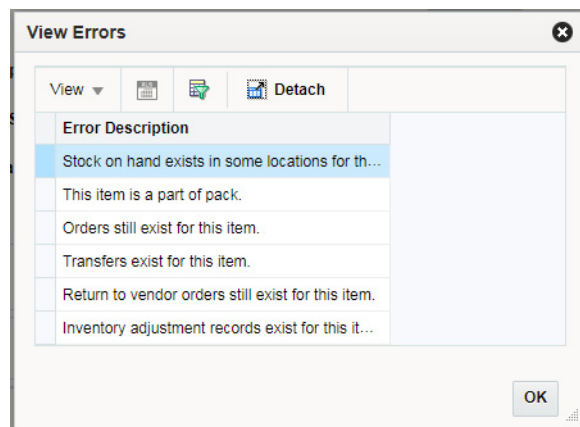 View Errors
View
Detach
Error Description
Stock on hand exists in some locations for th...
This item is a part of pack.
Orders still exist for this item.
Transfers exist for this item.
Return to vendor orders still exist for this item.
Inventory adjustment records exist for this it...
OK